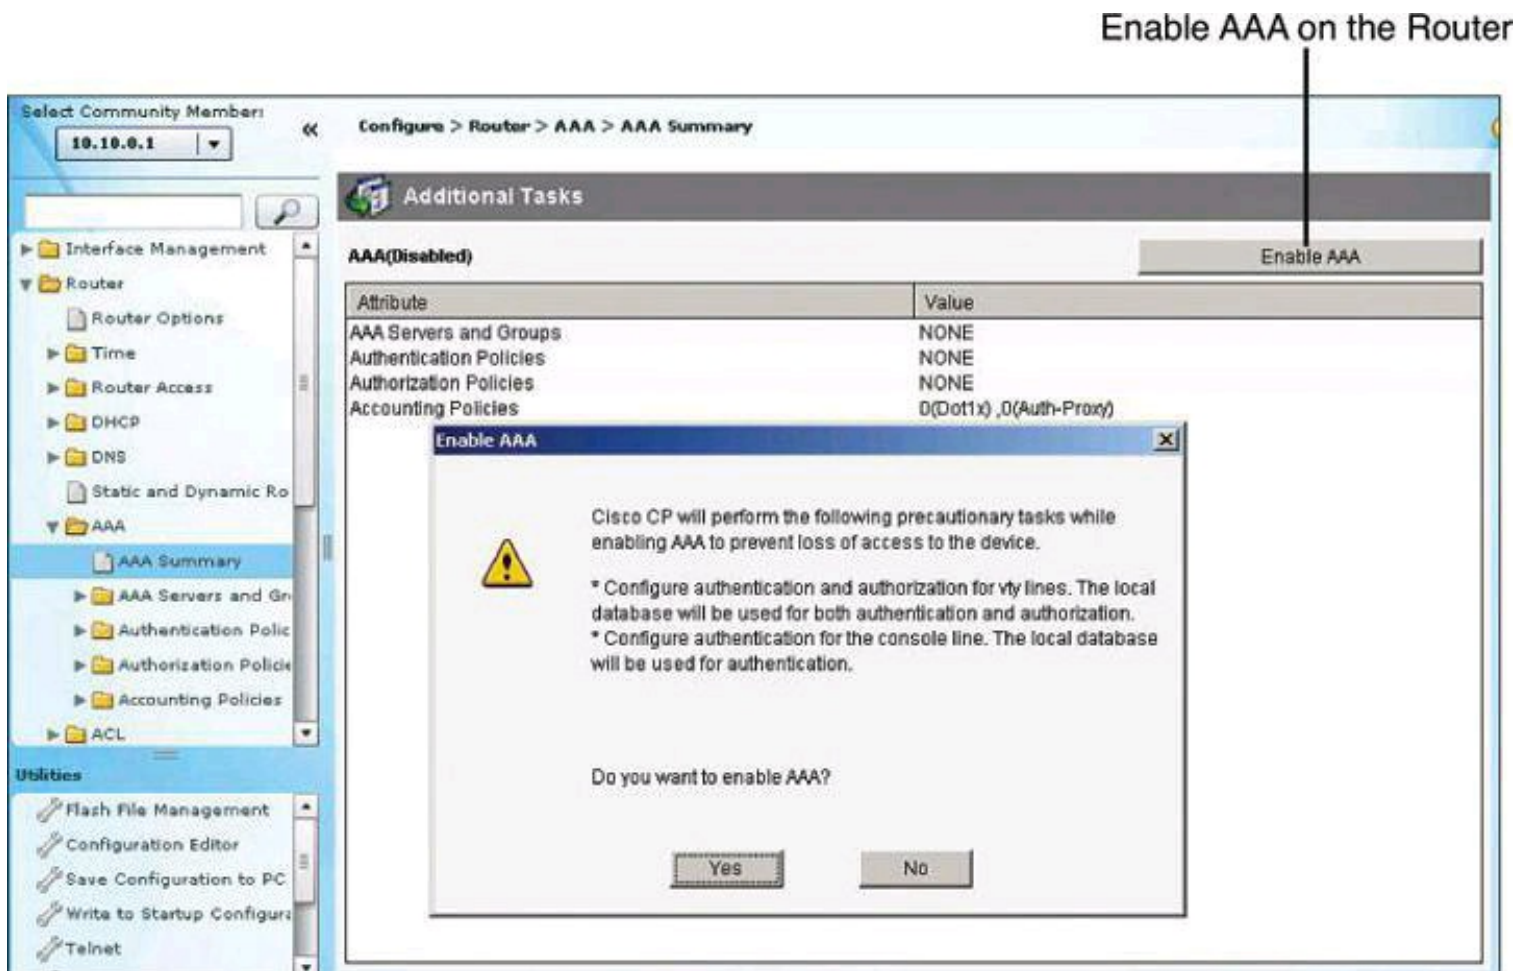 Enable AAA on the Router
Select Community Member:
10.10.0.1
«
Configure > Router > AAA > AAA Summary
Additional Tasks
Interface Management
Router
Router Options
Time
Router Access
DHCP
DNS
Static and Dynamic Ro
AAA
AAA Summary
AAA Servers and Gr
Authentication Polic
Authorization Policie
Accounting Policies
ACL
Utilities
Flash File Management
Configuration Editor
Save Configuration to PC
Write to Startup Configura
Telnet
AAA(Disabled)
Enable AAA
Attribute Value
AAA Servers and Groups NONE
Authentication Policies NONE
Authorization Policies NONE
Accounting Policies 0(Dot1x) ,0(Auth-Proxy)
Enable AAA
Cisco CP will perform the following precautionary tasks while
enabling AAA to prevent loss of access to the device.
* Configure authentication and authorization for vty lines. The local
database will be used for both authentication and authorization.
* Configure authentication for the console line. The local database
will be used for authentication.
Do you want to enable AAA?
Yes
No